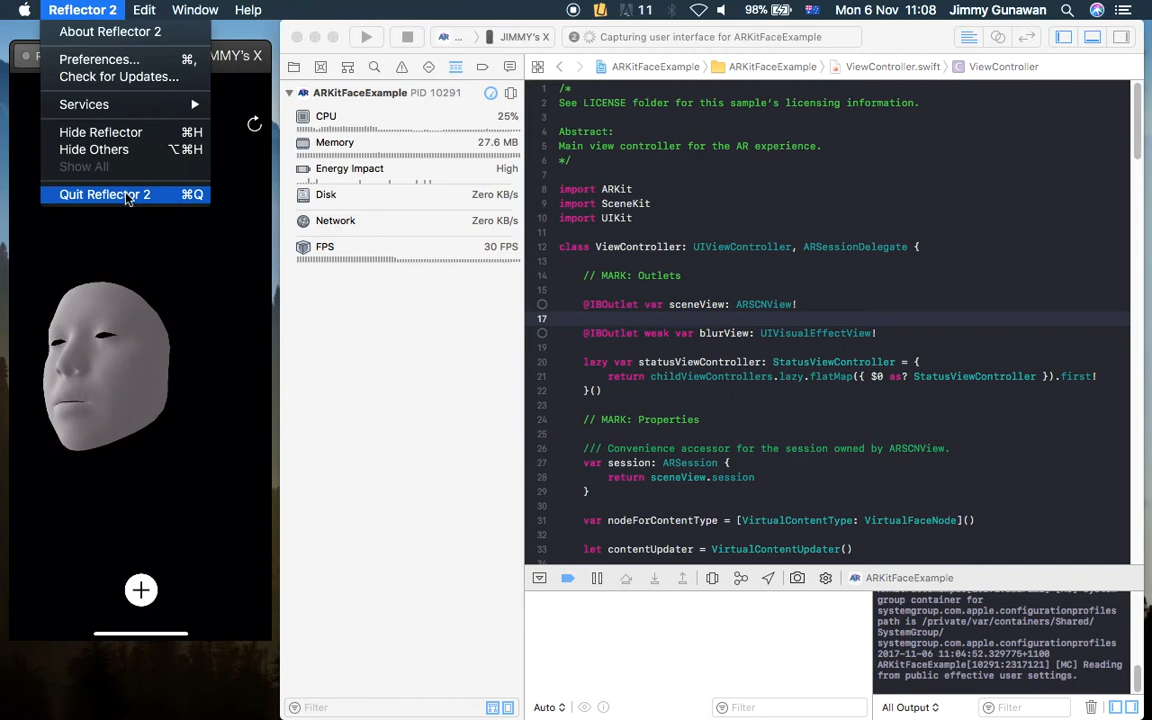 Reflector 2 Edit Window Help 11 98% Mon 6 Nov 11:08 Jimmy Gunawan
About Reflector 2
Preferences... ⌘,
Check for Updates...
Services
Hide Reflector ⌘H
Hide Others ⌥⌘H
Show All
Quit Reflector 2 ⌘Q
MMY's X
... JIMMY's X
2 Capturing user interface for ARKitFaceExample
ARKitFaceExample ARKitFaceExample ViewController.swift ViewController
ARKitFaceExample PID 10291
CPU 25%
Memory 27.6 MB
Energy Impact High
Disk Zero KB/s
Network Zero KB/s
FPS 30 FPS
1 /*
2 See LICENSE folder for this sample's licensing information.
3
4 Abstract:
5 Main view controller for the AR experience.
6 */
7
8 import ARKit
9 import SceneKit
10 import UIKit
11
12 class ViewController: UIViewController, ARSessionDelegate {
13
14 // MARK: Outlets
15
16 @IBOutlet var sceneView: ARSCNView!
17
18 @IBOutlet weak var blurView: UIVisualEffectView!
19
20 lazy var statusViewController: StatusViewController = {
21 return childViewControllers.lazy.flatMap({ $0 as? StatusViewController }).first!
22 }()
23
24 // MARK: Properties
25
26 /// Convenience accessor for the session owned by ARSCNView.
27 var session: ARSession {
28 return sceneView.session
29 }
30
31 var nodeForContentType = [VirtualContentType: VirtualFaceNode]()
32
33 let contentUpdater = VirtualContentUpdater()
ARKitFaceExample
group container for
systemgroup.com.apple.configurationprofiles
path is /private/var/containers/Shared/
SystemGroup/
systemgroup.com.apple.configurationprofiles
2017-11-06 11:04:52.329775+1100
ARKitFaceExample[10291:2317121] [MC] Reading
from public effective user settings.
Filter Auto Filter All Output Filter